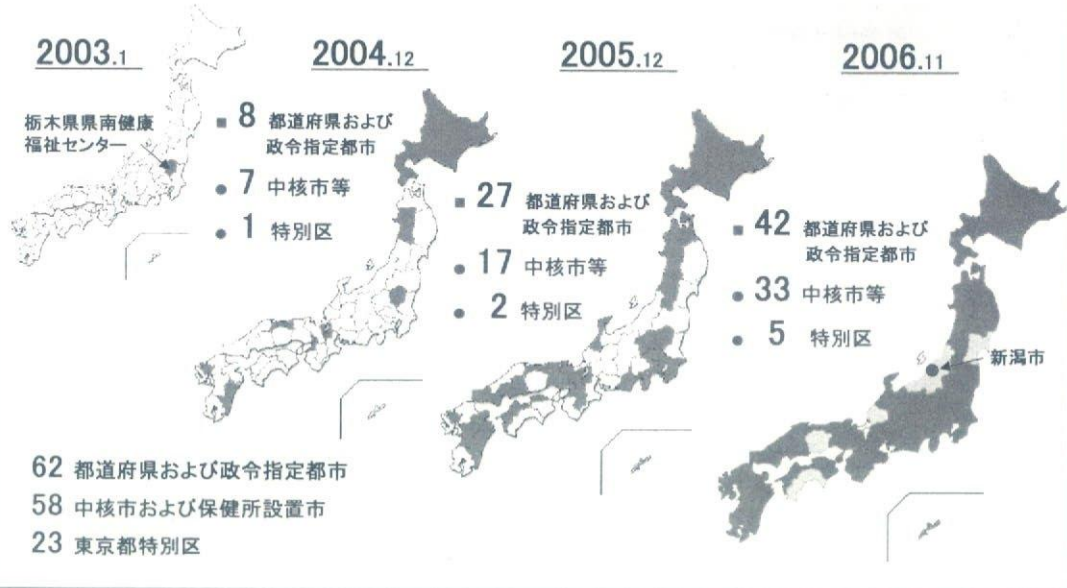 2003.1
栃木県県南健康
福祉センター
2004.12
■ 8 都道府県および
政令指定都市
● 7 中核市等
● 1 特別区
2005.12
■ 27 都道府県および
政令指定都市
● 17 中核市等
● 2 特別区
2006.11
■ 42 都道府県および
政令指定都市
● 33 中核市等
● 5 特別区
新潟市
62 都道府県および政令指定都市
58 中核市および保健所設置市
23 東京都特別区